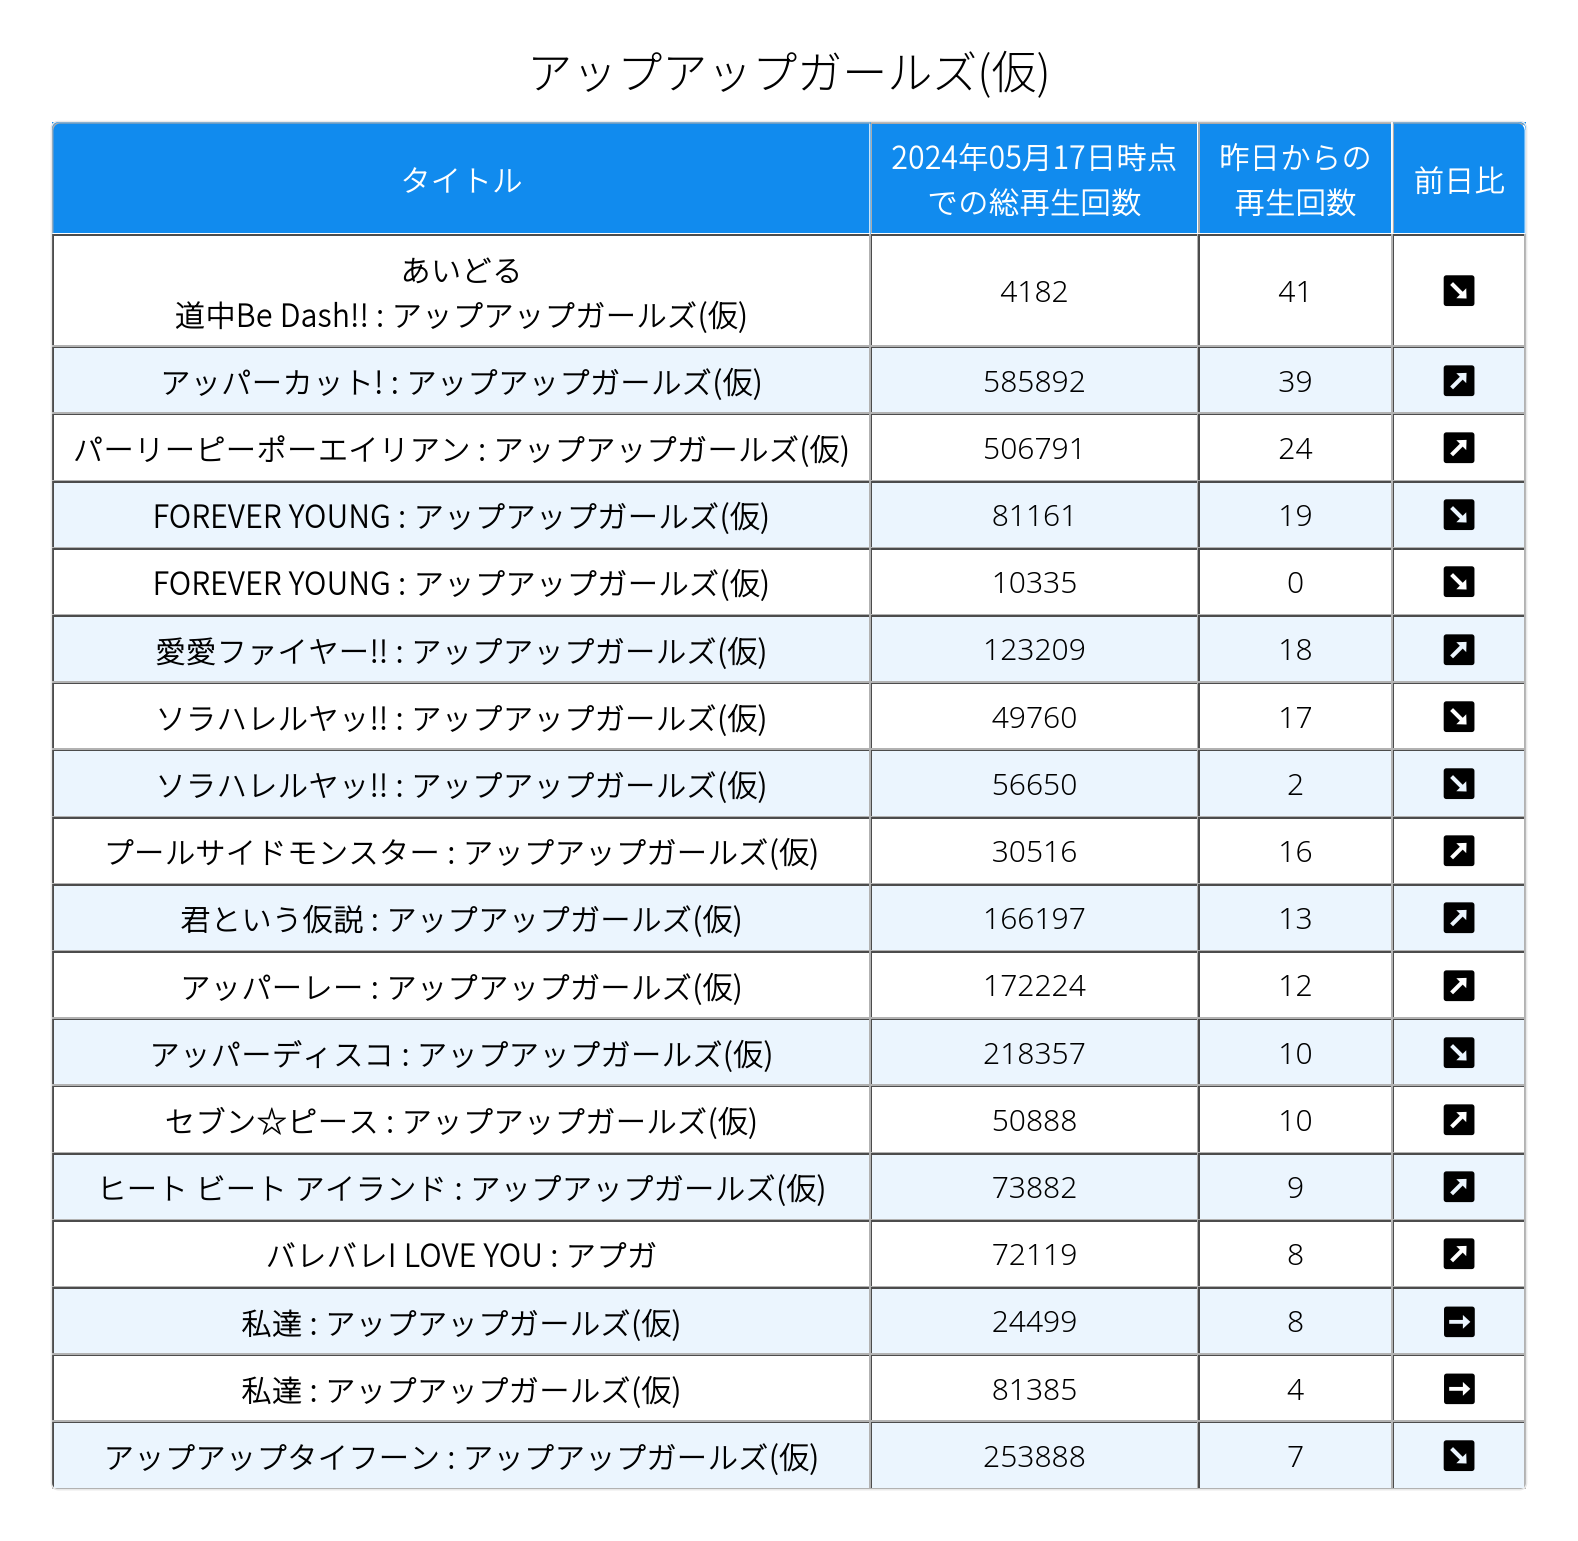 アップアップガールズ(仮)
タイトル
2024年05月17日時点
での総再生回数
昨日からの
再生回数
前日比
あいどる
道中Be Dash!! : アップアップガールズ(仮)
4182
41
↘
アッパーカット! : アップアップガールズ(仮)
585892
39
↗
パーリーピーポーエイリアン : アップアップガールズ(仮)
506791
24
↗
FOREVER YOUNG : アップアップガールズ(仮)
81161
19
↘
FOREVER YOUNG : アップアップガールズ(仮)
10335
0
↘
愛愛ファイヤー!! : アップアップガールズ(仮)
123209
18
↗
ソラハレルヤッ!! : アップアップガールズ(仮)
49760
17
↘
ソラハレルヤッ!! : アップアップガールズ(仮)
56650
2
↘
プールサイドモンスター : アップアップガールズ(仮)
30516
16
↗
君という仮説 : アップアップガールズ(仮)
166197
13
↗
アッパーレー : アップアップガールズ(仮)
172224
12
↗
アッパーディスコ : アップアップガールズ(仮)
218357
10
↘
セブン☆ピース : アップアップガールズ(仮)
50888
10
↗
ヒート ビート アイランド : アップアップガールズ(仮)
73882
9
↗
バレバレI LOVE YOU : アプガ
72119
8
↗
私達 : アップアップガールズ(仮)
24499
8
→
私達 : アップアップガールズ(仮)
81385
4
→
アップアップタイフーン : アップアップガールズ(仮)
253888
7
↘